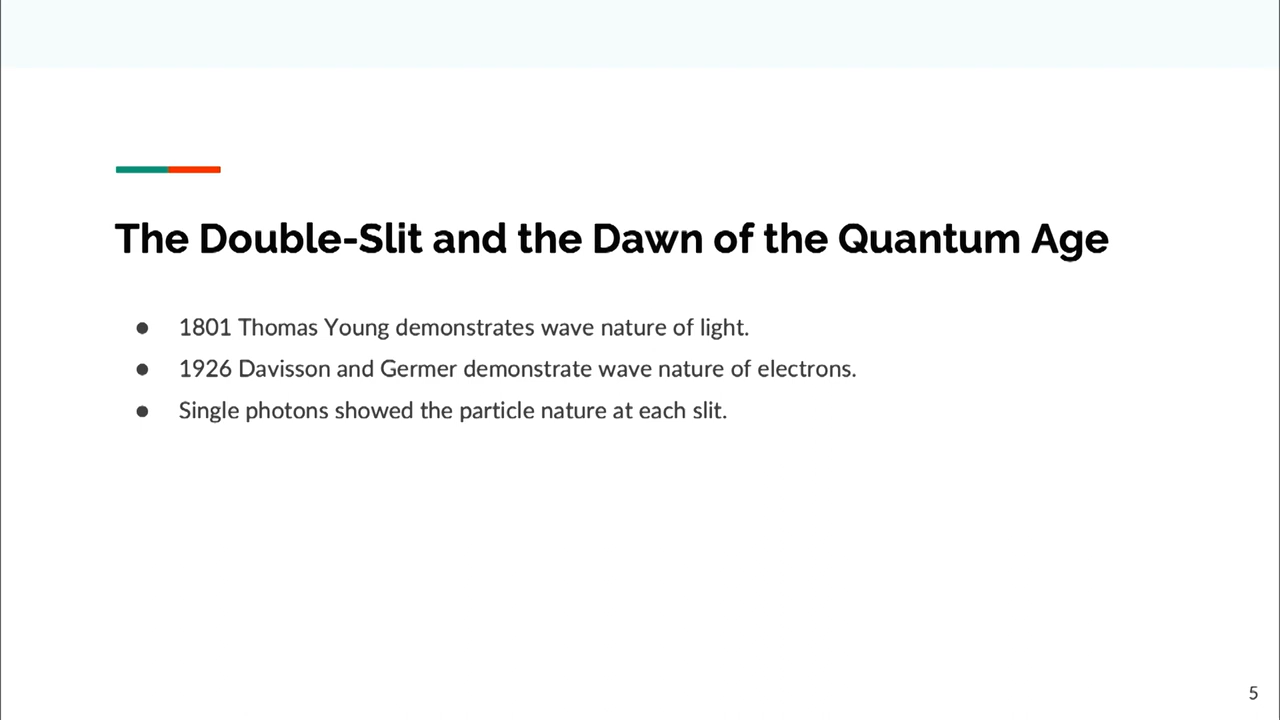 The Double-Slit and the Dawn of the Quantum Age
● 1801 Thomas Young demonstrates wave nature of light.
● 1926 Davisson and Germer demonstrate wave nature of electrons.
● Single photons showed the particle nature at each slit.
5